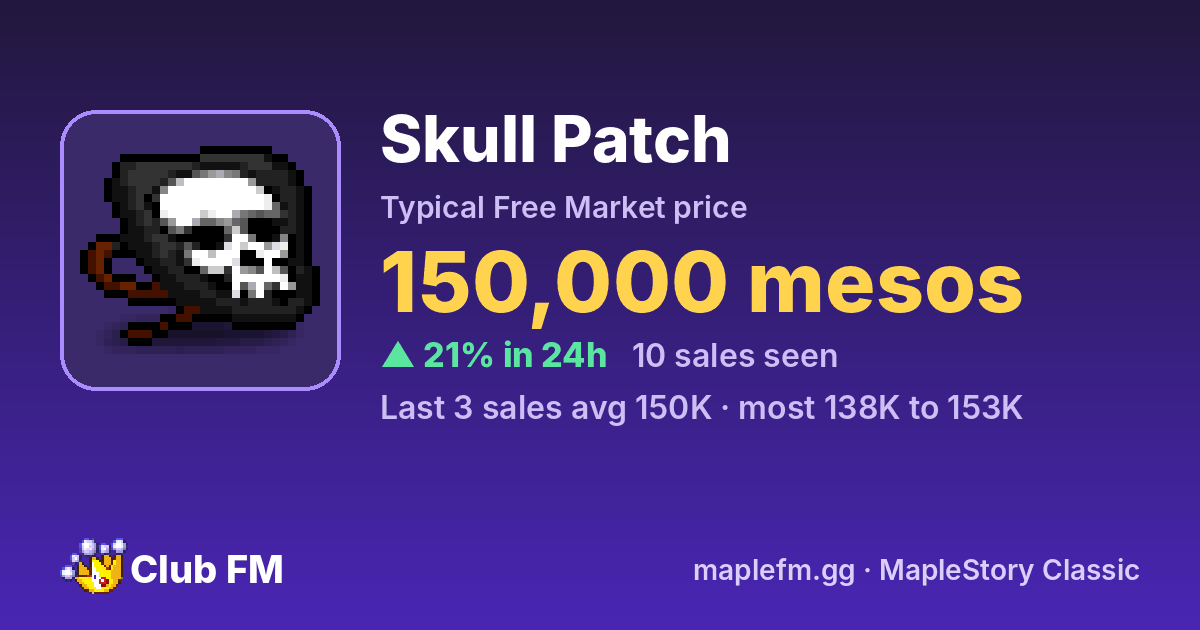 Skull Patch
Typical Free Market price
150,000 mesos
▲ 21% in 24h 10 sales seen
Last 3 sales avg 150K · most 138K to 153K
Club FM
maplefm.gg · MapleStory Classic